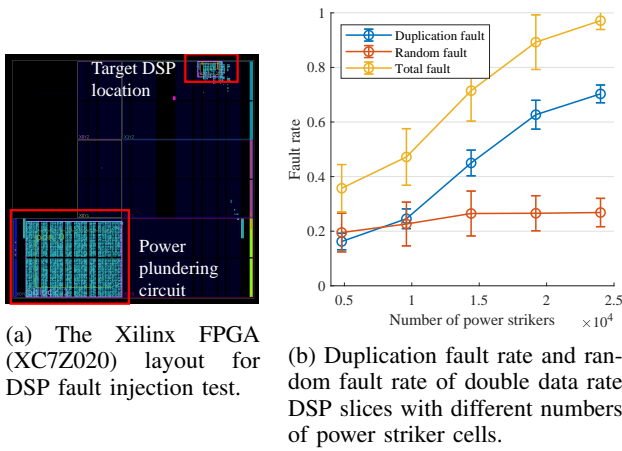 Target DSP
location
Power
plundering
circuit
(a) The Xilinx FPGA
(XC7Z020) layout for
DSP fault injection test.
Duplication fault
Random fault
Total fault
Fault rate
1
0.8
0.6
0.4
0.2
0
0.5
1
1.5
2
2.5
×10⁴
Number of power strikers
(b) Duplication fault rate and ran-
dom fault rate of double data rate
DSP slices with different numbers
of power striker cells.